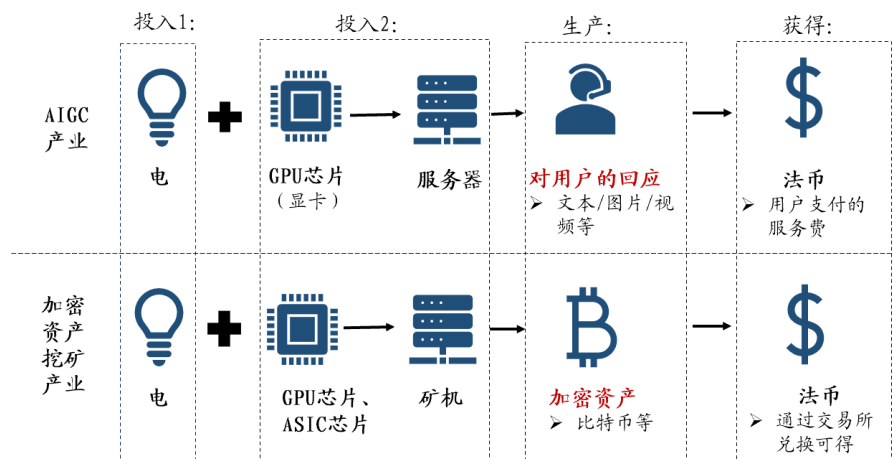 投入1:
投入2:
生产:
获得:
AIGC
产业
电
GPU芯片
（显卡）
服务器
对用户的回应
➢ 文本/图片/视
频等
法币
➢ 用户支付的
服务费
加密
资产
挖矿
产业
电
GPU芯片、
ASIC芯片
矿机
加密资产
➢ 比特币等
法币
➢ 通过交易所
兑换可得